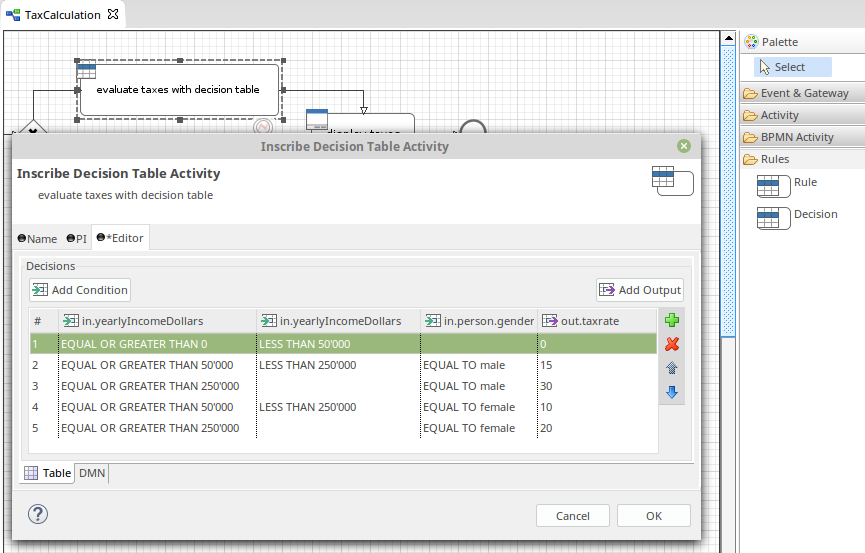 TaxCalculation
Palette
Select
Event & Gateway
Activity
BPMN Activity
Rules
Rule
Decision
evaluate taxes with decision table
display taxes
Inscribe Decision Table Activity
Inscribe Decision Table Activity
evaluate taxes with decision table
Name PI *Editor
Decisions
Add Condition Add Output
# in.yearlyIncomeDollars in.yearlyIncomeDollars in.person.gender out.taxrate
1 EQUAL OR GREATER THAN 0 LESS THAN 50'000 0
2 EQUAL OR GREATER THAN 50'000 LESS THAN 250'000 EQUAL TO male 15
3 EQUAL OR GREATER THAN 250'000 EQUAL TO male 30
4 EQUAL OR GREATER THAN 50'000 LESS THAN 250'000 EQUAL TO female 10
5 EQUAL OR GREATER THAN 250'000 EQUAL TO female 20
Table DMN
? Cancel OK